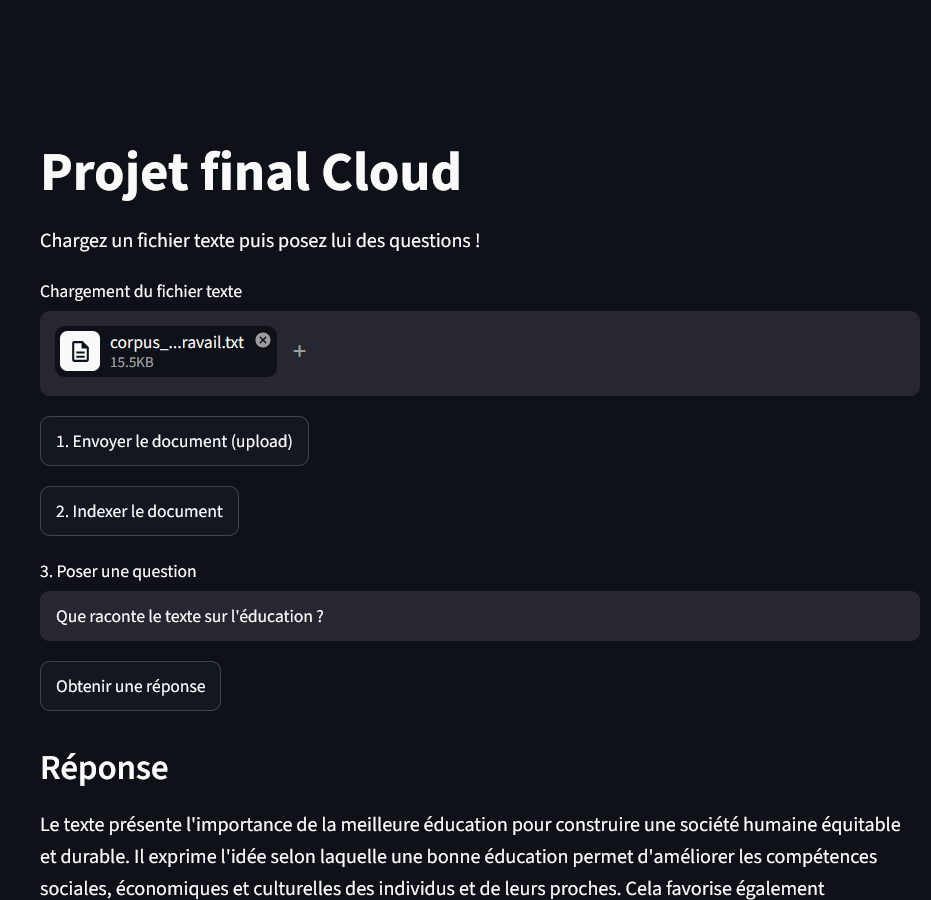 Projet final Cloud
Chargez un fichier texte puis posez lui des questions !
Chargement du fichier texte
corpus_...ravail.txt
15.5KB
1. Envoyer le document (upload)
2. Indexer le document
3. Poser une question
Que raconte le texte sur l'éducation ?
Obtenir une réponse
Réponse
Le texte présente l'importance de la meilleure éducation pour construire une société humaine équitable
et durable. Il exprime l'idée selon laquelle une bonne éducation permet d'améliorer les compétences
sociales, économiques et culturelles des individus et de leurs proches. Cela favorise également